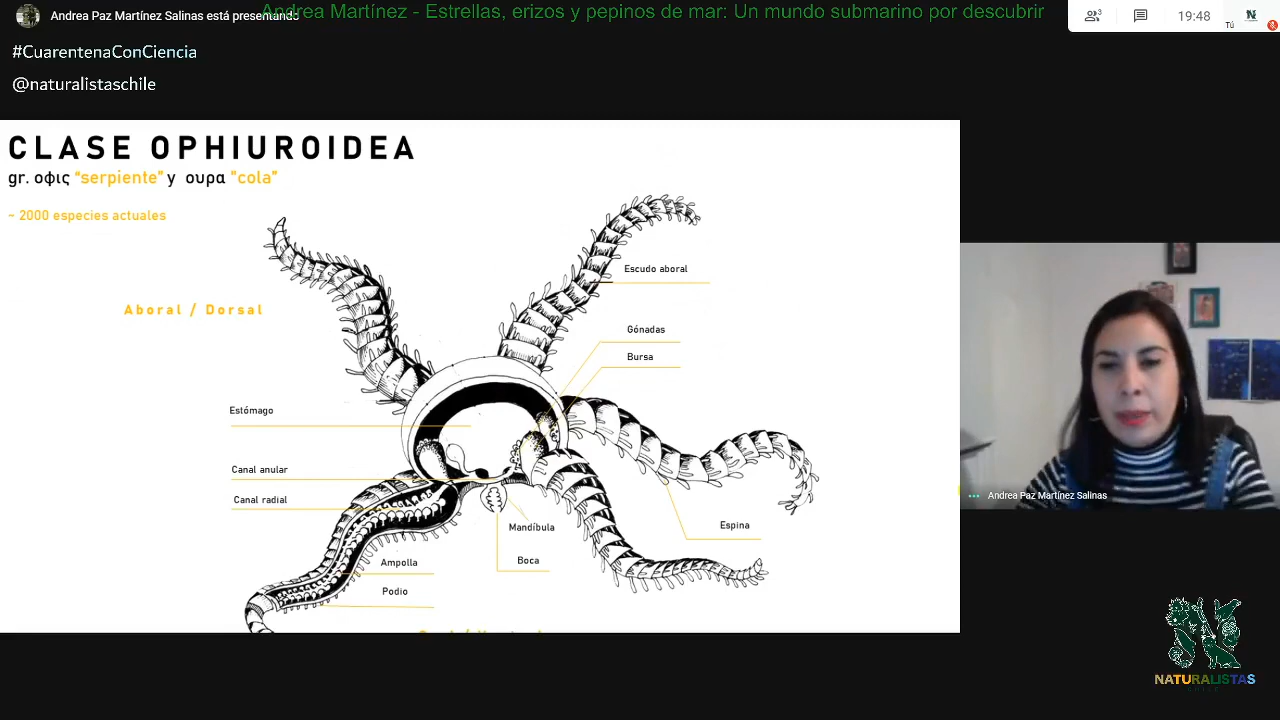 Andrea Paz Martínez Salinas está presentando
Andrea Martínez - Estrellas, erizos y pepinos de mar: Un mundo submarino por descubrir
3
19:48
Tú
#CuarentenaConCiencia
@naturalistaschile
CLASE OPHIUROIDEA
gr. οφις "serpiente" y ουρα "cola"
~ 2000 especies actuales
Escudo aboral
Aboral / Dorsal
Gónadas
Bursa
Estómago
Canal anular
Canal radial
Andrea Paz Martínez Salinas
Mandíbula
Espina
Boca
Ampolla
Podio
NATURALISTAS
CHILE